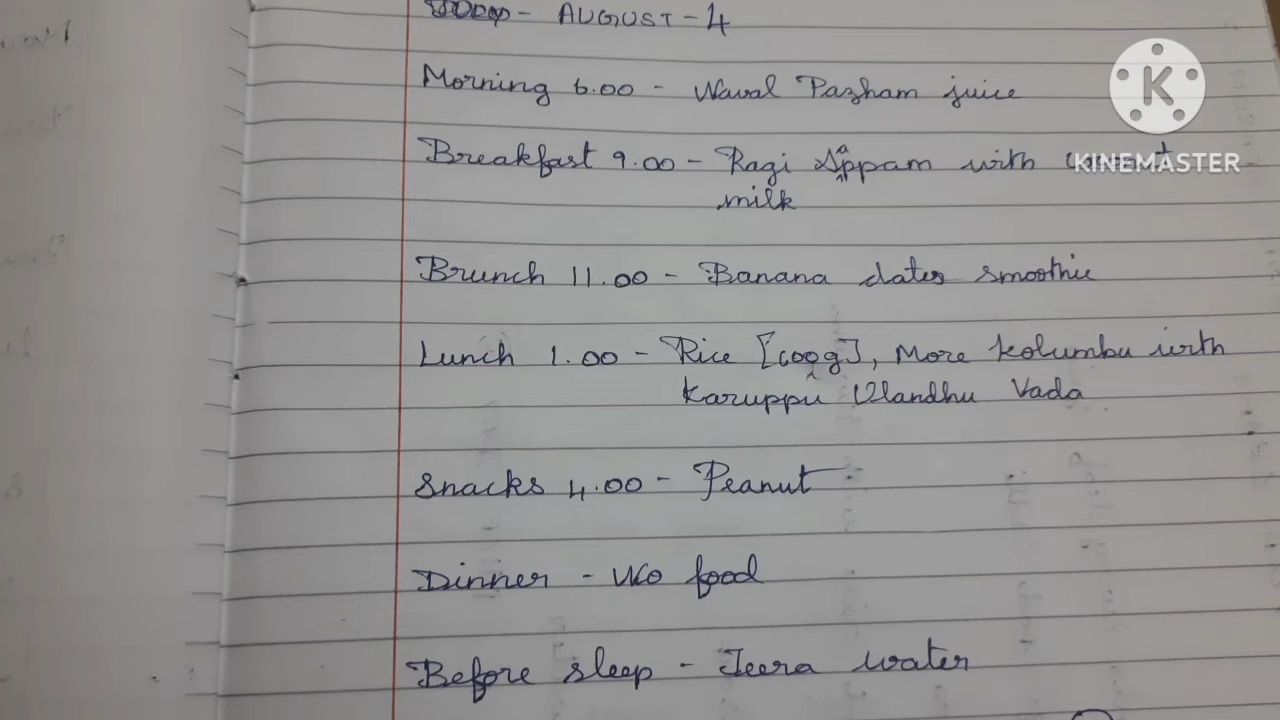 AUGUST - 4
Morning 6.00 - Naval Pazham juice
K
Breakfast 9.00 - Ragi Appam with
KINEMASTER
milk
Brunch 11.00 - Banana dates smoothie
Lunch 1.00 - Rice [100g], More kolumbu with
Karuppu Ulandhu Vada
Snacks 4.00 - Peanut
Dinner - No food
Before sleep - Jeera water